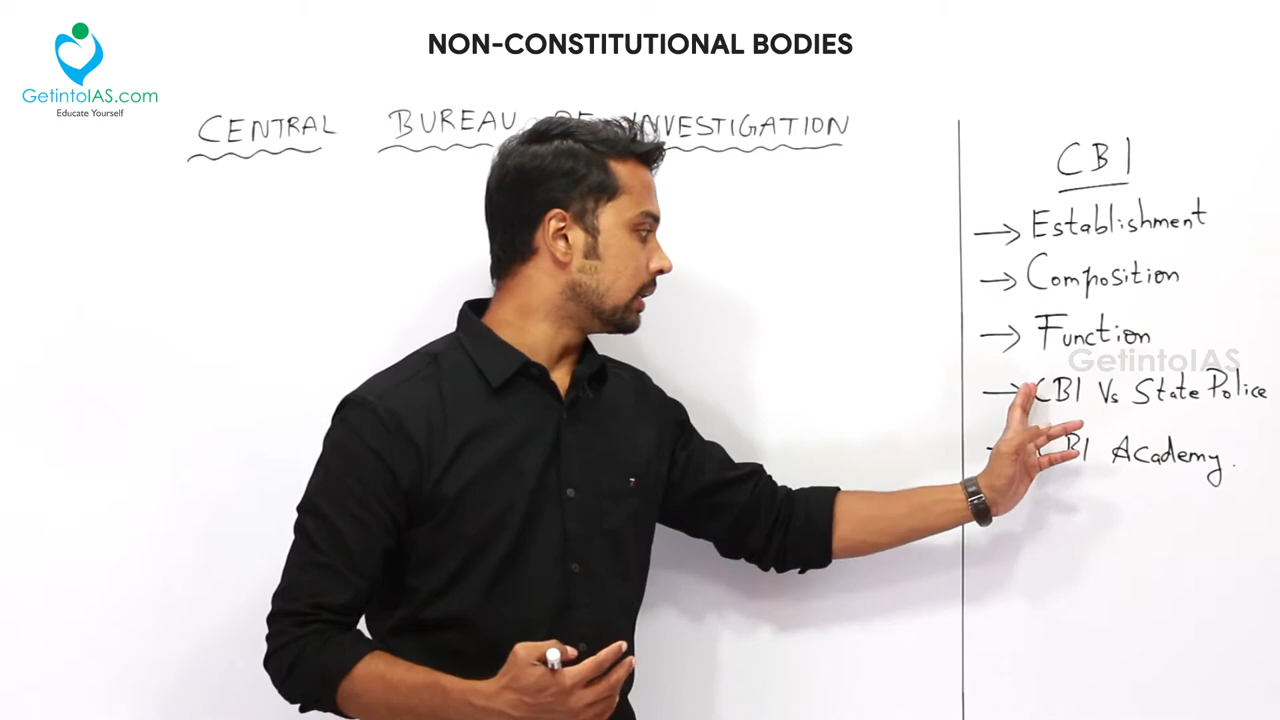 NON-CONSTITUTIONAL BODIES
GetintoIAS.com
Educate Yourself
CENTRAL BUREAU OF INVESTIGATION
CBI
→ Establishment
→ Composition
→ Function
GetintoIAS
→ CBI Vs State Police
CBI Academy.